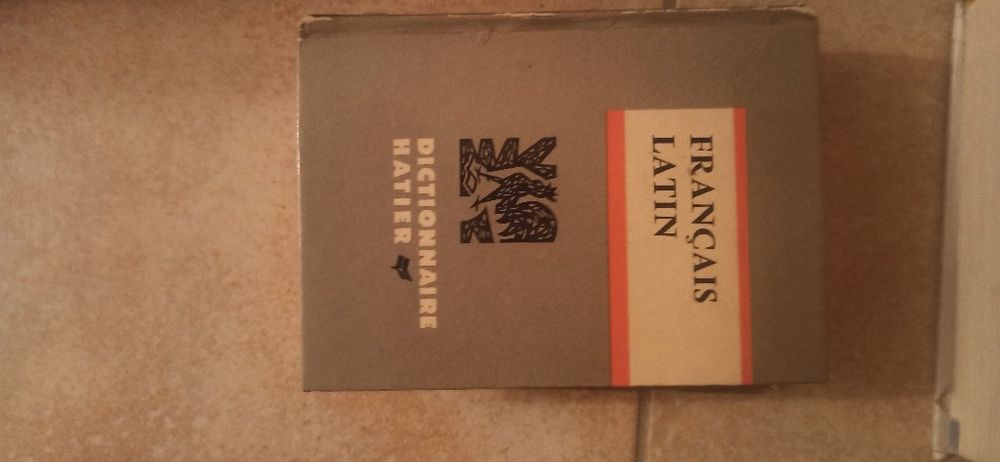 FRANÇAIS
LATIN
DICTIONNAIRE
HATIER